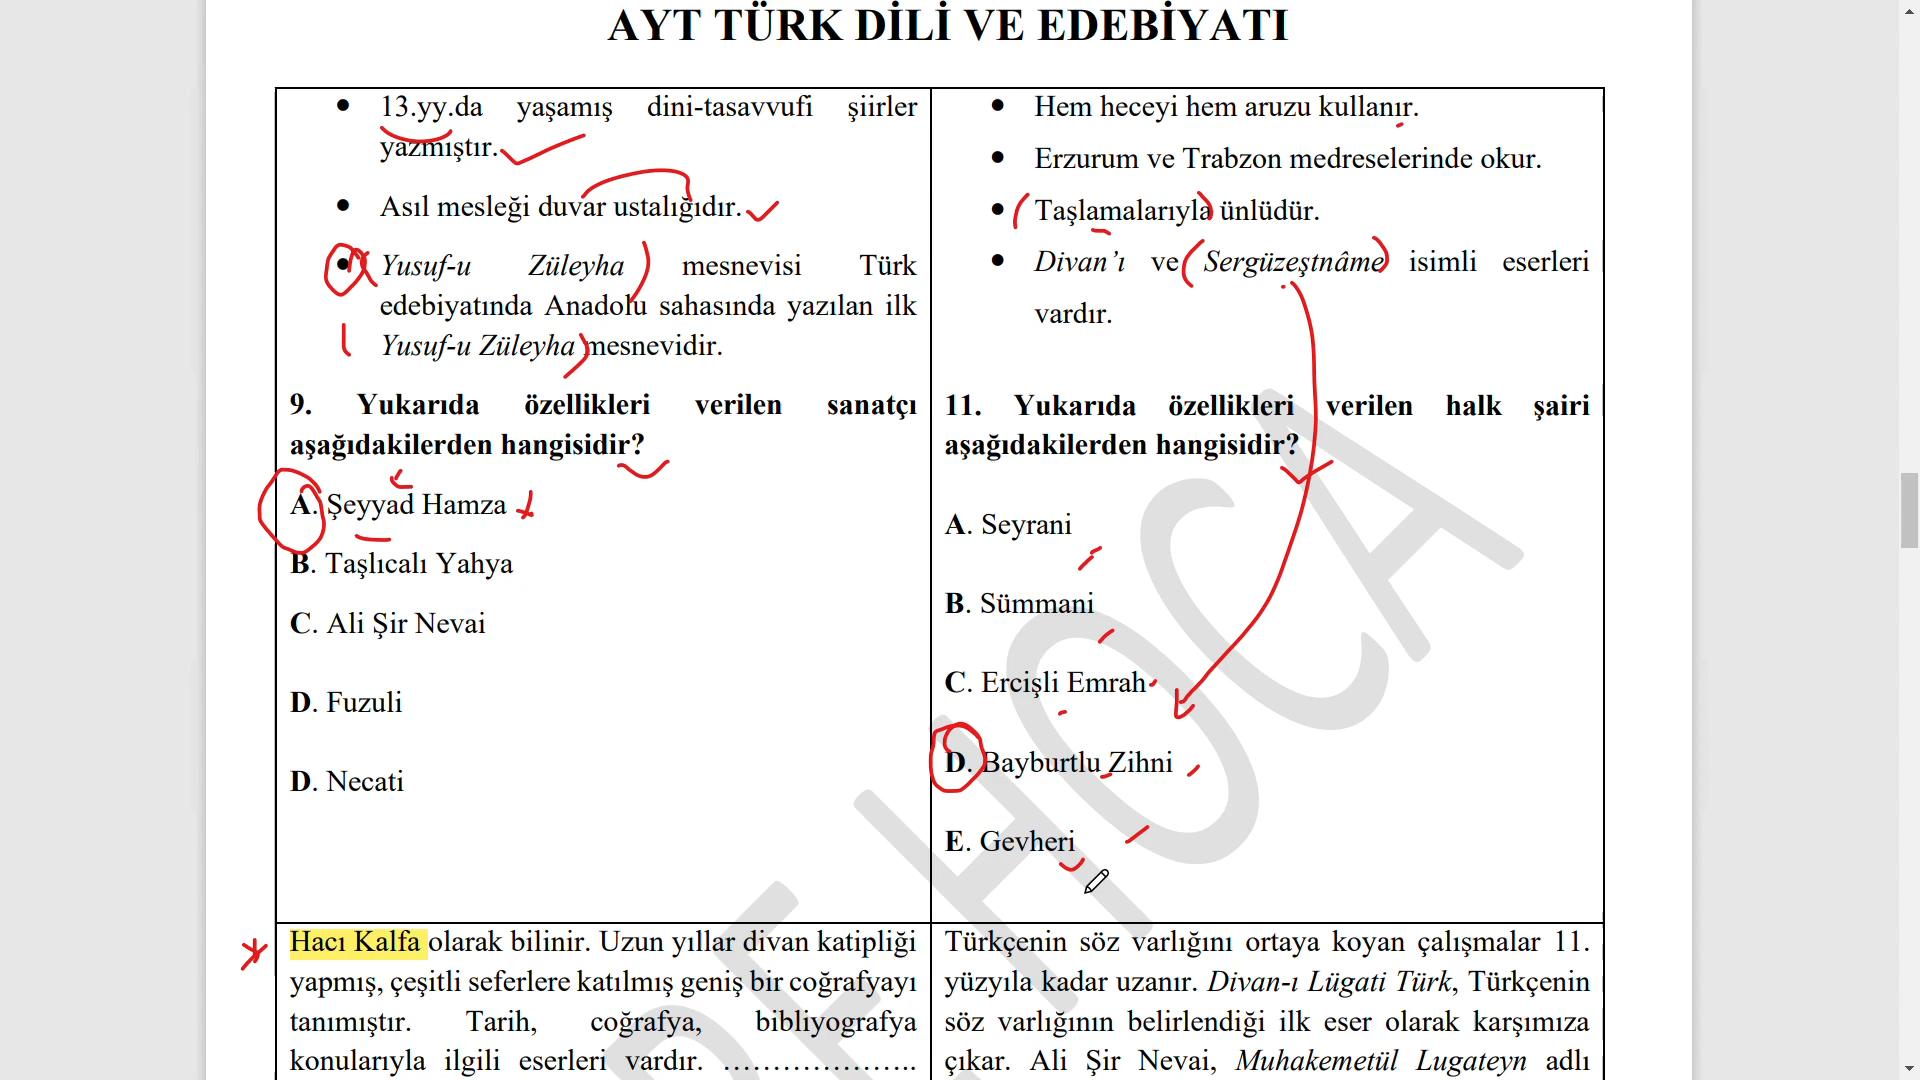 AYT TÜRK DİLİ VE EDEBİYATI
• 13.yy.da yaşamış dini-tasavvufi şiirler
yazmıştır.
• Asıl mesleği duvar ustalığıdır.
• Yusuf-u Züleyha mesnevisi Türk
edebiyatında Anadolu sahasında yazılan ilk
Yusuf-u Züleyha mesnevidir.
9. Yukarıda özellikleri verilen sanatçı
aşağıdakilerden hangisidir?
A. Şeyyad Hamza
B. Taşlıcalı Yahya
C. Ali Şir Nevai
D. Fuzuli
D. Necati
• Hem heceyi hem aruzu kullanır.
• Erzurum ve Trabzon medreselerinde okur.
• Taşlamalarıyla ünlüdür.
• Divan’ı ve Sergüzeştnâme isimli eserleri
vardır.
11. Yukarıda özellikleri verilen halk şairi
aşağıdakilerden hangisidir?
A. Seyrani
B. Sümmani
C. Ercişli Emrah
D. Bayburtlu Zihni
E. Gevheri
Hacı Kalfa olarak bilinir. Uzun yıllar divan katipliği
yapmış, çeşitli seferlere katılmış geniş bir coğrafyayı
tanımıştır. Tarih, coğrafya, bibliyografya
konularıyla ilgili eserleri vardır. ………………..
Türkçenin söz varlığını ortaya koyan çalışmalar 11.
yüzyıla kadar uzanır. Divan-ı Lügati Türk, Türkçenin
söz varlığının belirlendiği ilk eser olarak karşımıza
çıkar. Ali Şir Nevai, Muhakemetül Lugateyn adlı
HOCA